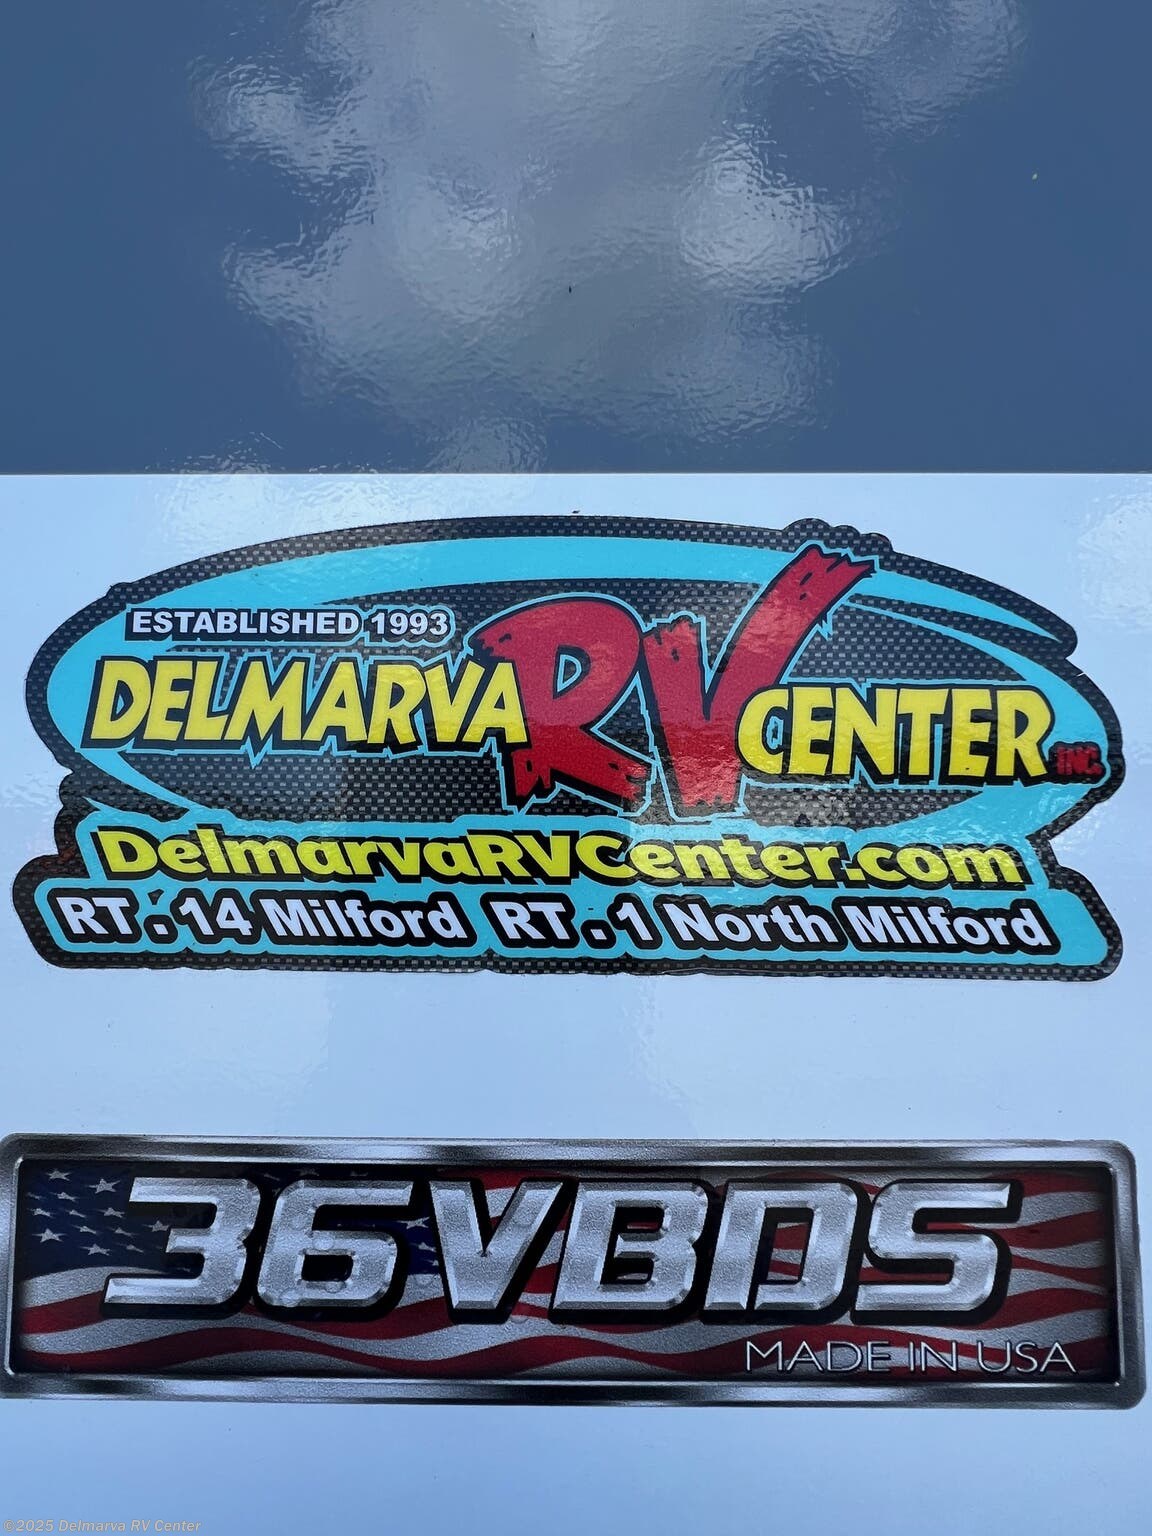 ESTABLISHED 1993
DELMARVA RV CENTER INC.
DelmarvaRVCenter.com
RT. 14 Milford RT. 1 North Milford
36VBDS
MADE IN USA
©2025 Delmarva RV Center